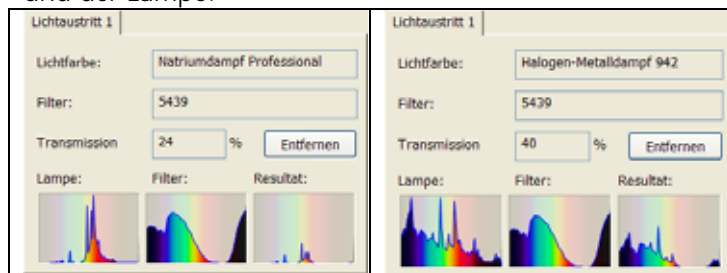 und der Lampe.
Lichtaustritt 1
Lichtfarbe: Natriumdampf Professional
Filter: 5439
Transmission 24 % Entfernen
Lampe: Filter: Resultat:
Lichtaustritt 1
Lichtfarbe: Halogen-Metalldampf 942
Filter: 5439
Transmission 40 % Entfernen
Lampe: Filter: Resultat: